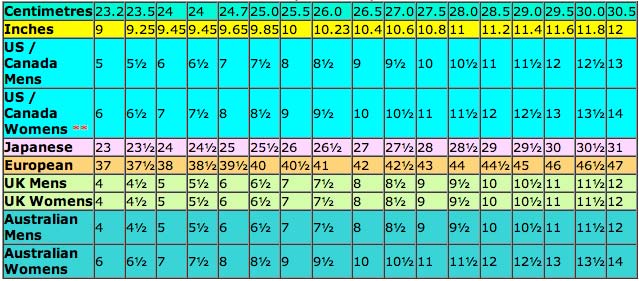 Centimetres 23.2 23.5 24 24 24.7 25.0 25.5 26.0 26.5 27.0 27.5 28.0 28.5 29.0 29.5 30.0 30.5
Inches 9 9.25 9.45 9.45 9.65 9.85 10 10.23 10.4 10.6 10.8 11 11.2 11.4 11.6 11.8 12
US /
Canada
Mens 5 5½ 6 6½ 7 7½ 8 8½ 9 9½ 10 10½ 11 11½ 12 12½ 13
US /
Canada
Womens ** 6 6½ 7 7½ 8 8½ 9 9½ 10 10½ 11 11½ 12 12½ 13 13½ 14
Japanese 23 23½ 24 24½ 25 25½ 26 26½ 27 27½ 28 28½ 29 29½ 30 30½ 31
European 37 37½ 38 38½ 39½ 40 40½ 41 42 42½ 43 44 44½ 45 46 46½ 47
UK Mens 4 4½ 5 5½ 6 6½ 7 7½ 8 8½ 9 9½ 10 10½ 11 11½ 12
UK Womens 4 4½ 5 5½ 6 6½ 7 7½ 8 8½ 9 9½ 10 10½ 11 11½ 12
Australian
Mens 4 4½ 5 5½ 6 6½ 7 7½ 8 8½ 9 9½ 10 10½ 11 11½ 12
Australian
Womens 6 6½ 7 7½ 8 8½ 9 9½ 10 10½ 11 11½ 12 12½ 13 13½ 14